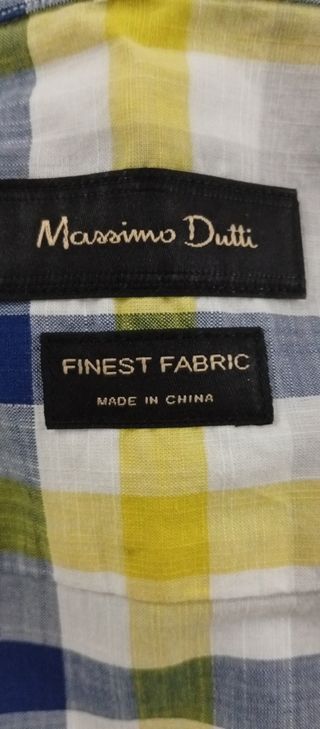 Massimo Dutti
FINEST FABRIC
MADE IN CHINA